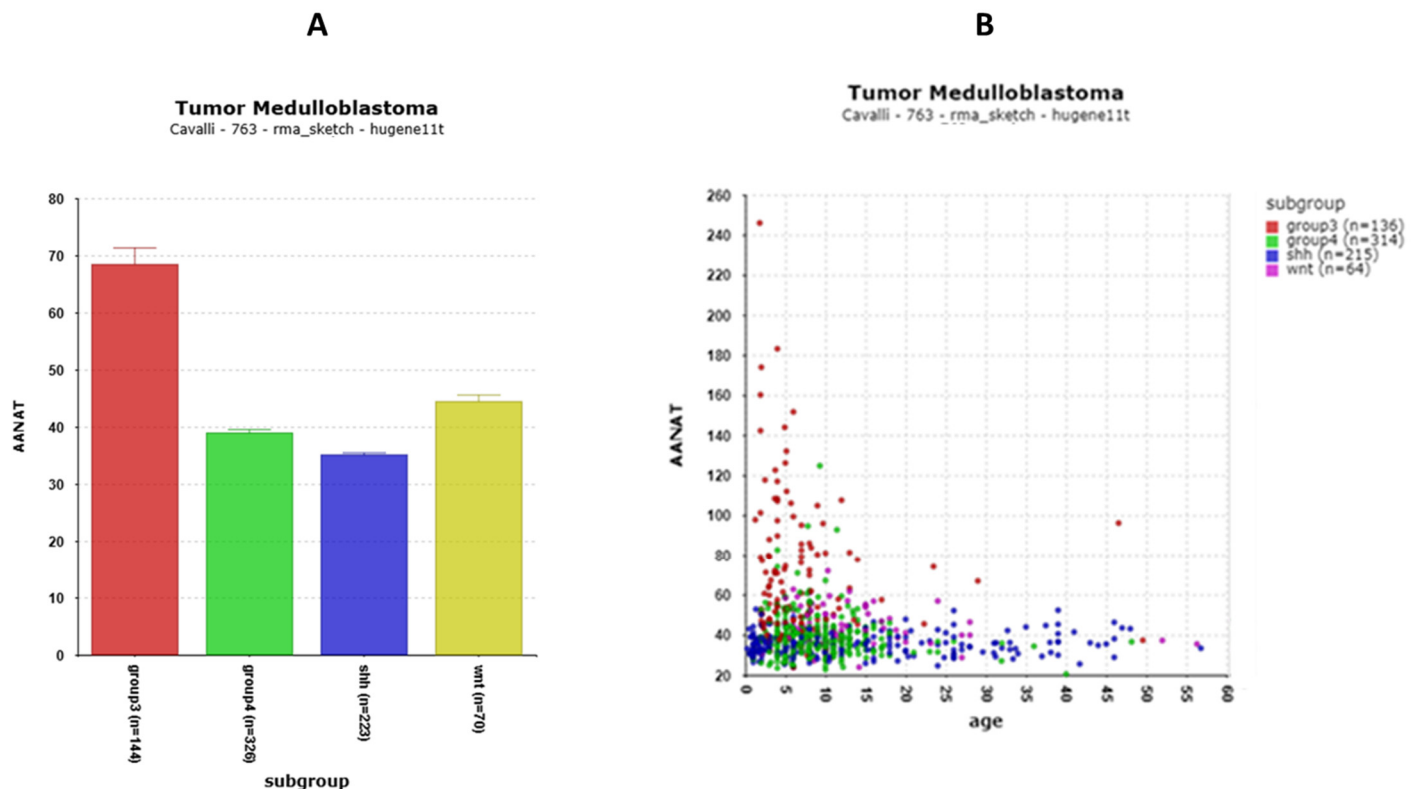 A
Tumor Medulloblastoma
Cavalli - 763 - rma_sketch - hugene11t
80
70
60
50
40
30
20
10
0
AANAT
group3 (n=144)
group4 (n=326)
shh (n=223)
wnt (n=70)
subgroup
B
Tumor Medulloblastoma
Cavalli - 763 - rma_sketch - hugene11t
260
240
220
200
180
160
140
120
100
80
60
40
20
AANAT
0
5
10
15
20
25
30
35
40
45
50
55
60
age
subgroup
group3 (n=136)
group4 (n=314)
shh (n=215)
wnt (n=64)